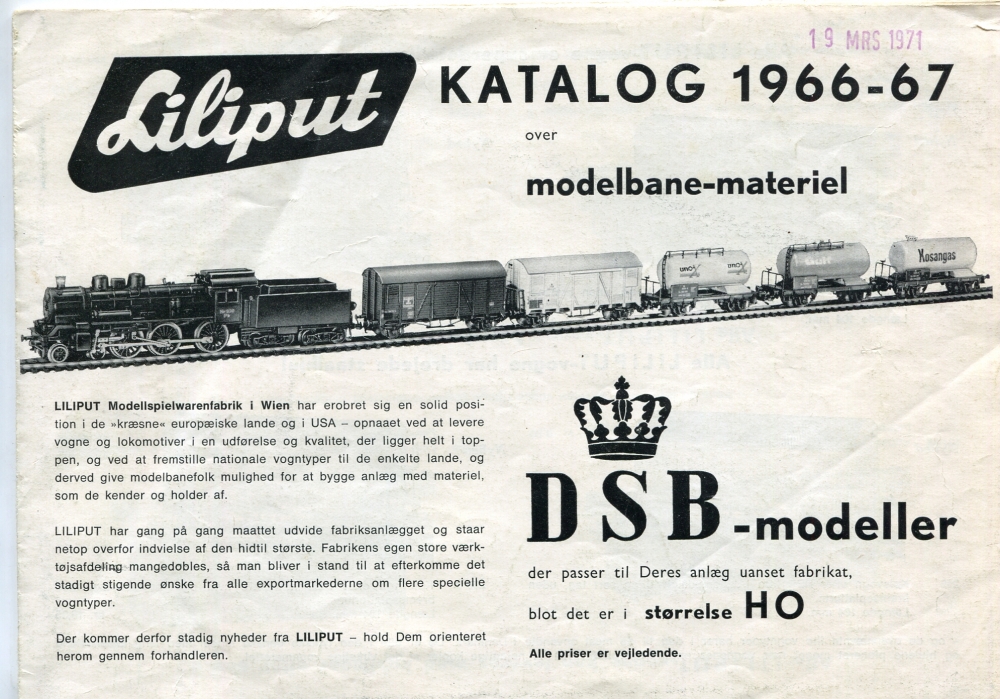 19 MRS 1971
Liliput
KATALOG 1966-67
over
modelbane-materiel
UNO-X
UNO-X
Gulf
Kosangas
LILIPUT Modellspielwarenfabrik i Wien har erobret sig en solid posi-
tion i de »kræsne« europæiske lande og i USA – opnaaet ved at levere
vogne og lokomotiver i en udførelse og kvalitet, der ligger helt i top-
pen, og ved at fremstille nationale vogntyper til de enkelte lande, og
derved give modelbanefolk mulighed for at bygge anlæg med materiel,
som de kender og holder af.
LILIPUT har gang på gang maattet udvide fabriksanlægget og staar
netop overfor indvielse af den hidtil største. Fabrikens egen store værk-
tøjsafdeling mangedobles, så man bliver i stand til at efterkomme det
stadigt stigende ønske fra alle exportmarkederne om flere specielle
vogntyper.
Der kommer derfor stadig nyheder fra LILIPUT – hold Dem orienteret
herom gennem forhandleren.
DSB-modeller
der passer til Deres anlæg uanset fabrikat,
blot det er i størrelse HO
Alle priser er vejledende.